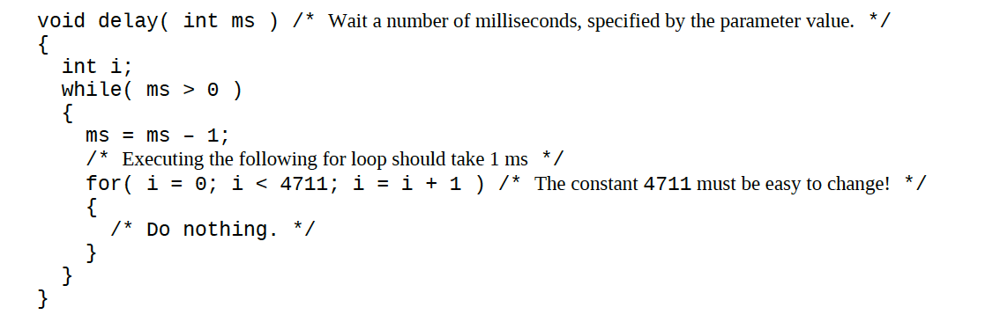 void delay( int ms ) /* Wait a number of milliseconds, specified by the parameter value. */
{
int i;
while( ms > 0 )
{
ms = ms – 1;
/* Executing the following for loop should take 1 ms */
for( i = 0; i < 4711; i = i + 1 ) /* The constant 4711 must be easy to change! */
{
/* Do nothing. */
}
}
}